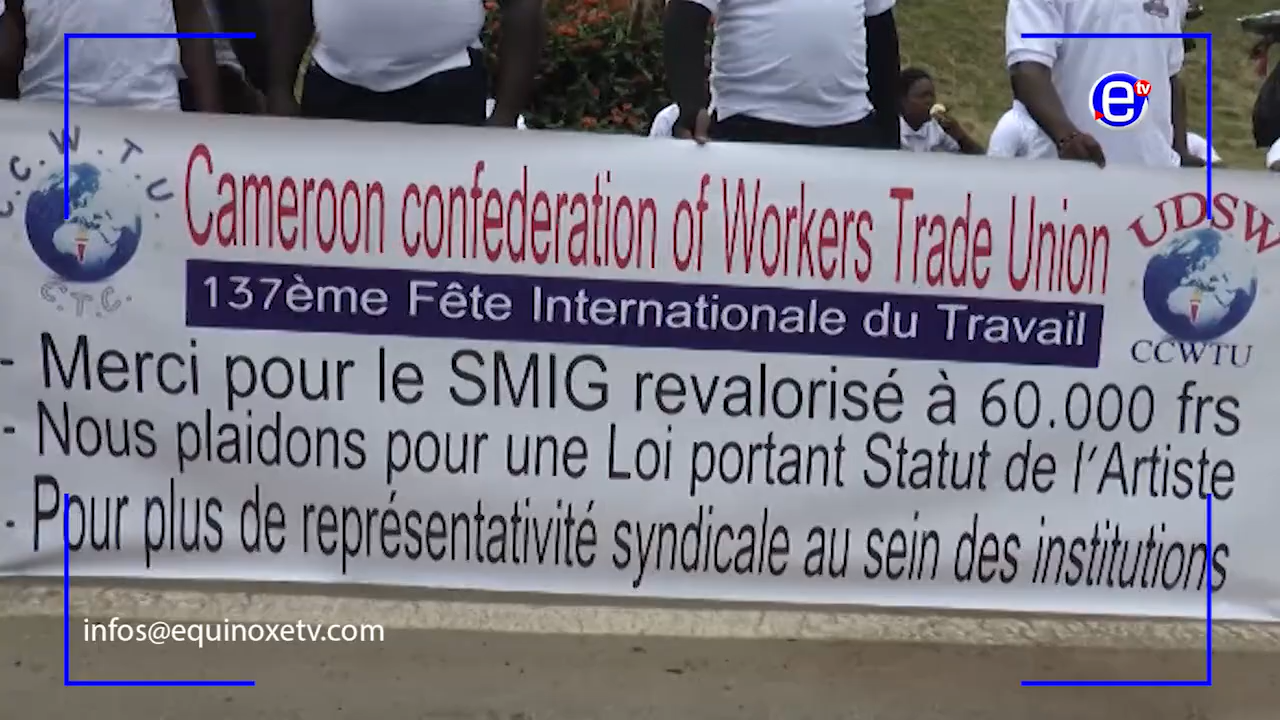 e tv
C.C.W.T.U.
C.T.C.
Cameroon confederation of Workers Trade Union
137ème Fête Internationale du Travail
UDSW
CCWTU
- Merci pour le SMIG revalorisé à 60.000 frs
- Nous plaidons pour une Loi portant Statut de l'Artiste
- Pour plus de représentativité syndicale au sein des institutions
infos@equinoxetv.com